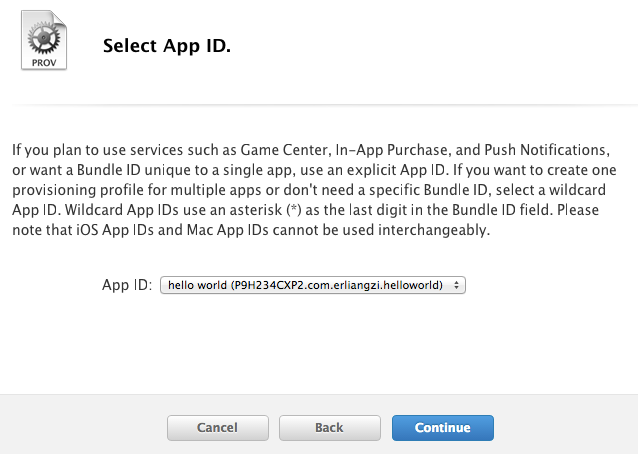 PROV
Select App ID.
If you plan to use services such as Game Center, In-App Purchase, and Push Notifications,
or want a Bundle ID unique to a single app, use an explicit App ID. If you want to create one
provisioning profile for multiple apps or don't need a specific Bundle ID, select a wildcard
App ID. Wildcard App IDs use an asterisk (*) as the last digit in the Bundle ID field. Please
note that iOS App IDs and Mac App IDs cannot be used interchangeably.
App ID: hello world (P9H234CXP2.com.erliangzi.helloworld)
Cancel Back Continue